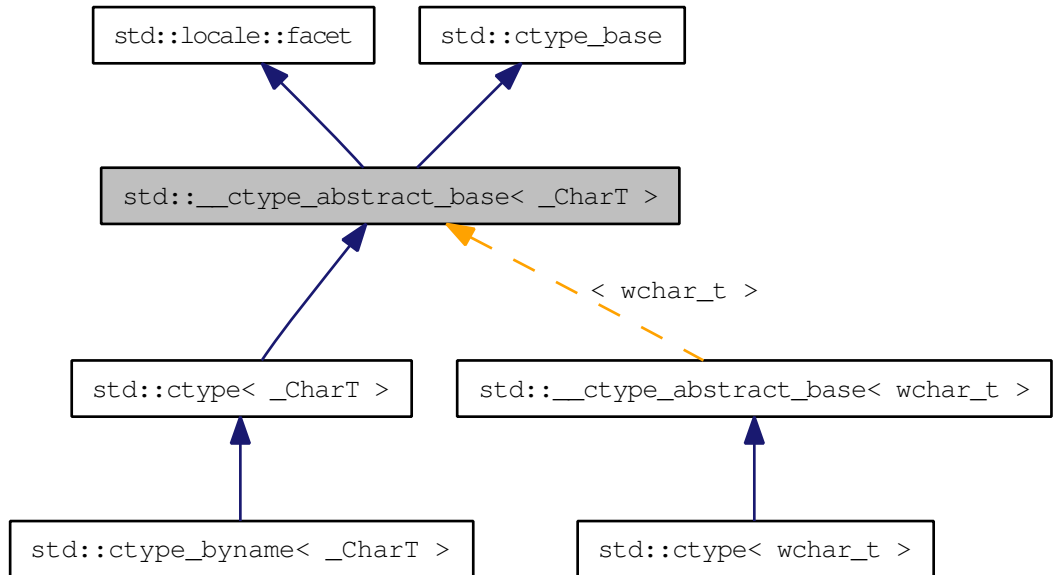 std::locale::facet
std::ctype_base
std::__ctype_abstract_base< _CharT >
< wchar_t >
std::ctype< _CharT >
std::__ctype_abstract_base< wchar_t >
std::ctype_byname< _CharT >
std::ctype< wchar_t >